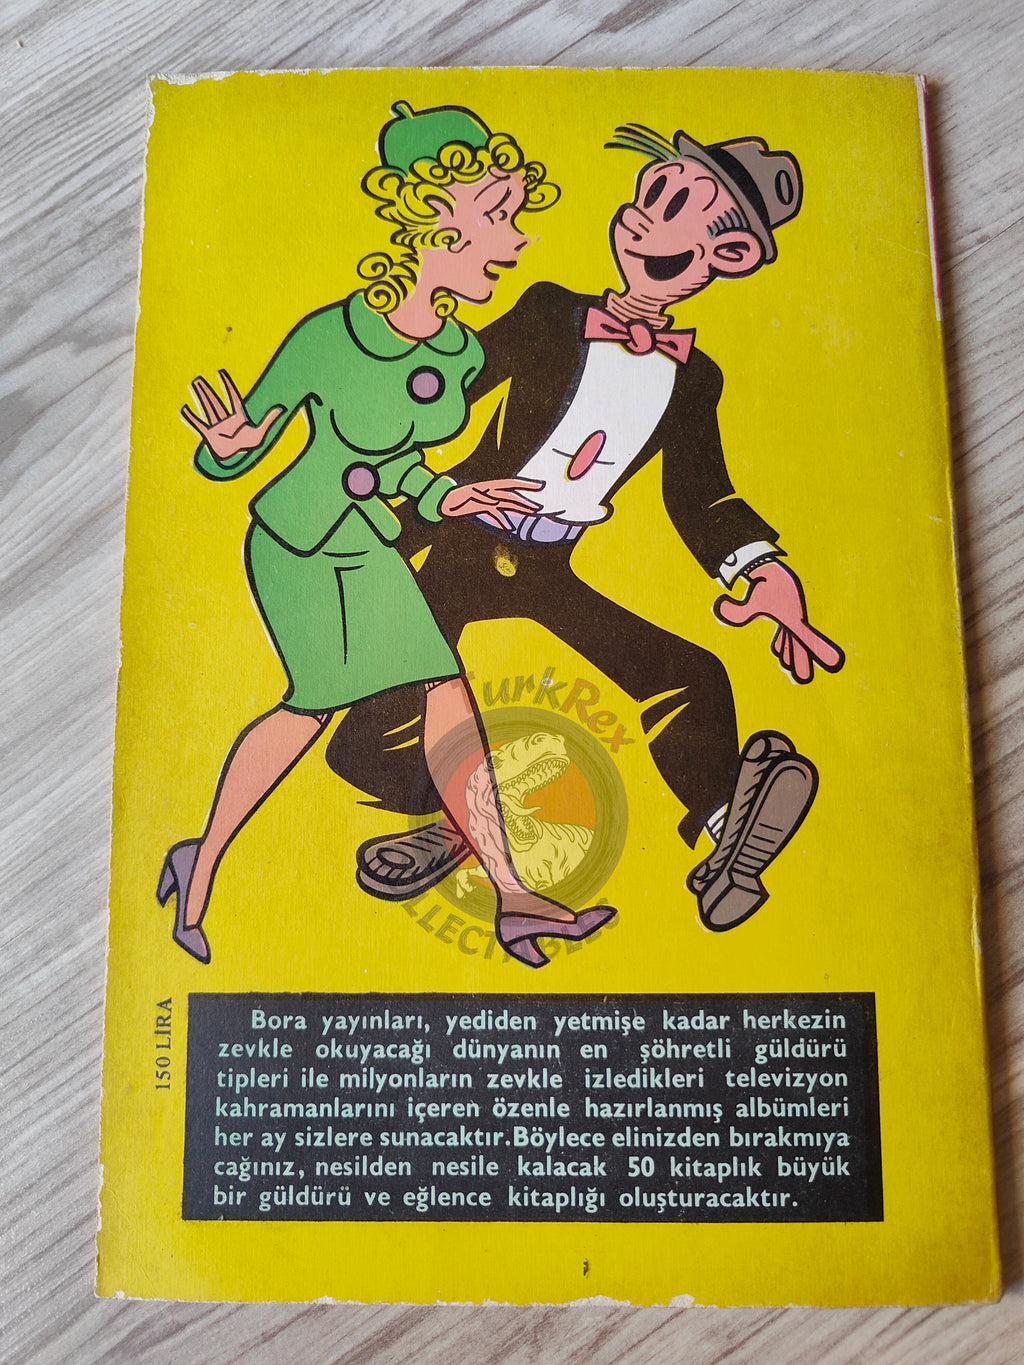 TurkRex
COLLECTIBLES
150 LİRA
Bora yayınları, yediden yetmişe kadar herkezin
zevkle okuyacağı dünyanın en şöhretli güldürü
tipleri ile milyonların zevkle izledikleri televizyon
kahramanlarını içeren özenle hazırlanmış albümleri
her ay sizlere sunacaktır.Böylece elinizden bırakmıya
cağınız, nesilden nesile kalacak 50 kitaplık büyük
bir güldürü ve eğlence kitaplığı oluşturacaktır.